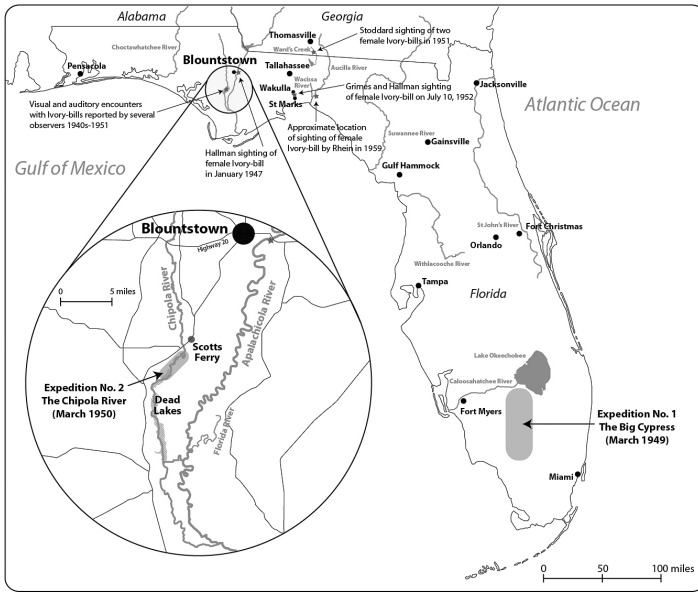 Alabama
Georgia
Stoddard sighting of two
female Ivory-bills in 1951
Thomasville
Ward's Creek
Choctawhatchee River
Blountstown
Pensacola
Tallahassee
Aucilla River
Wacissa
River
Wakulla
Grimes and Hallman sighting
of female Ivory-bill on July 10, 1952
Jacksonville
St Marks
Visual and auditory encounters
with Ivory-bills reported by several
observers 1940s-1951
Atlantic Ocean
Approximate location
of sighting of female
Ivory-bill by Rhein in 1959
Suwannee River
Gainsville
Hallman sighting of
female Ivory-bill
in January 1947
Gulf of Mexico
Gulf Hammock
Blountstown
Highway 20
St John's River
Fort Christmas
Orlando
Withlacooche River
Tampa
Florida
0 5 miles
Chipola River
Apalachicola River
Scotts
Ferry
Expedition No. 2
The Chipola River
(March 1950)
Dead
Lakes
Florida River
Lake Okeechobee
Caloosahatchee River
Fort Myers
Expedition No. 1
The Big Cypress
(March 1949)
Miami
0 50 100 miles